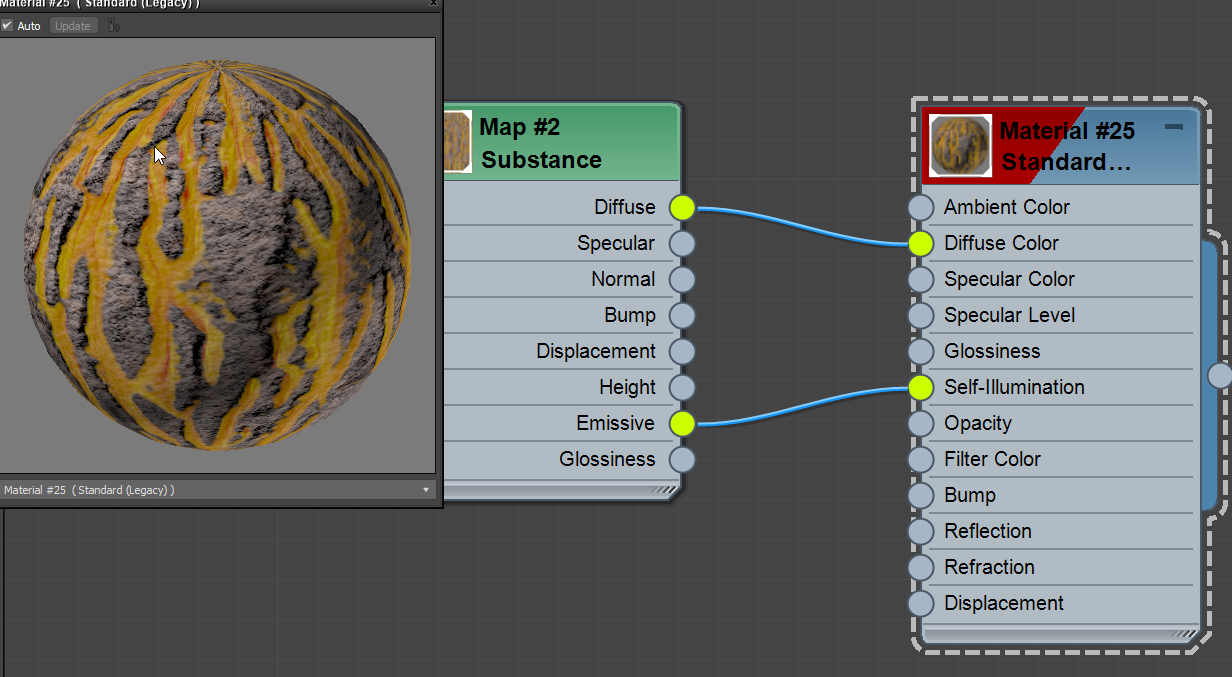 Material #25 ( Standard (Legacy) )
x
Auto
Update
Material #25 ( Standard (Legacy) )
Map #2
Substance
Diffuse
Specular
Normal
Bump
Displacement
Height
Emissive
Glossiness
Material #25
Standard...
Ambient Color
Diffuse Color
Specular Color
Specular Level
Glossiness
Self-Illumination
Opacity
Filter Color
Bump
Reflection
Refraction
Displacement